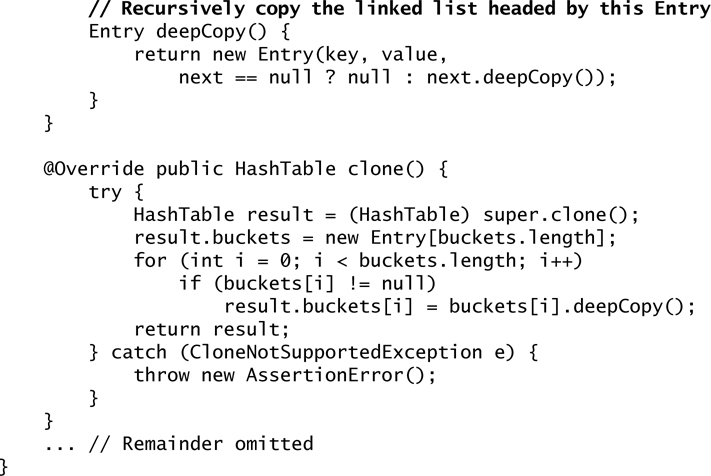 // Recursively copy the linked list headed by this Entry
Entry deepCopy() {
return new Entry(key, value,
next == null ? null : next.deepCopy());
}
}
@Override public HashTable clone() {
try {
HashTable result = (HashTable) super.clone();
result.buckets = new Entry[buckets.length];
for (int i = 0; i < buckets.length; i++)
if (buckets[i] != null)
result.buckets[i] = buckets[i].deepCopy();
return result;
} catch (CloneNotSupportedException e) {
throw new AssertionError();
}
}
... // Remainder omitted
}